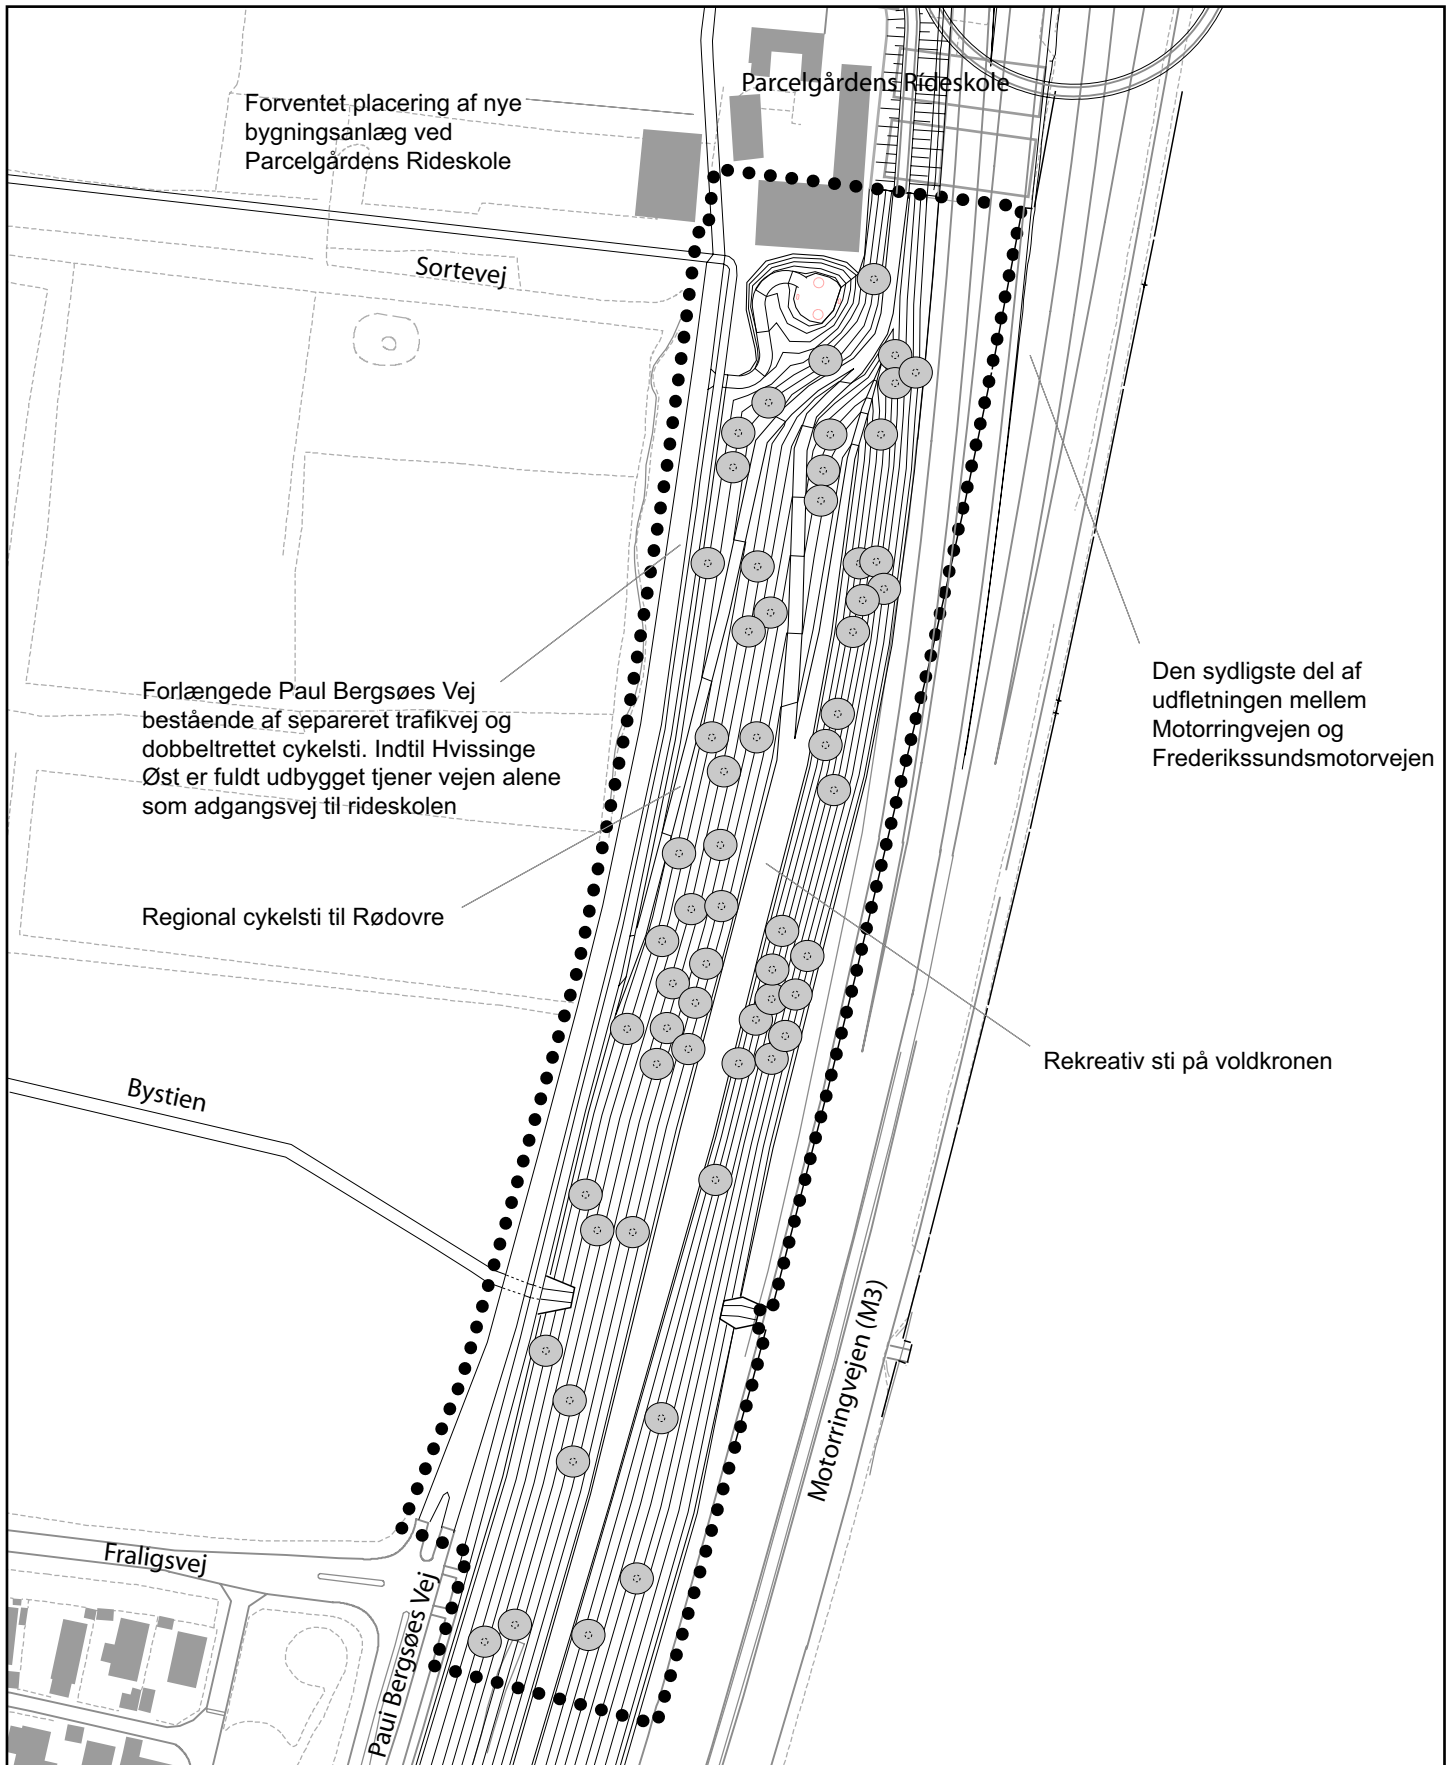 Parcelgårdens Rideskole
Forventet placering af nye
bygningsanlæg ved
Parcelgårdens Rideskole
Sortevej
Den sydligste del af
udfletningen mellem
Motorringvejen og
Frederikssundsmotorvejen
Forlængede Paul Bergsøes Vej
bestående af separeret trafikvej og
dobbeltrettet cykelsti. Indtil Hvissinge
Øst er fuldt udbygget tjener vejen alene
som adgangsvej til rideskolen
Regional cykelsti til Rødovre
Rekreativ sti på voldkronen
Bystien
Motorringvejen (M3)
Fraligsvej
Paui Bergsøes Vej